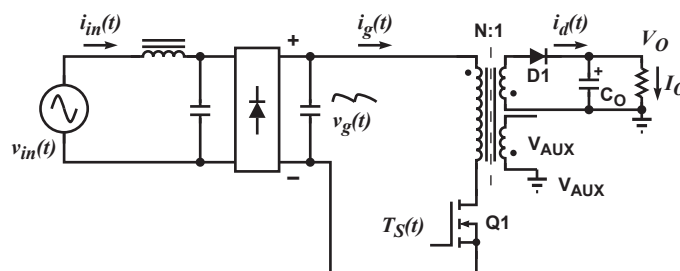 i_in(t)
i_g(t)
N:1
i_d(t)
V_O
+
D1
+
C_O
I_O
v_in(t)
v_g(t)
V_AUX
–
V_AUX
T_S(t)
Q1